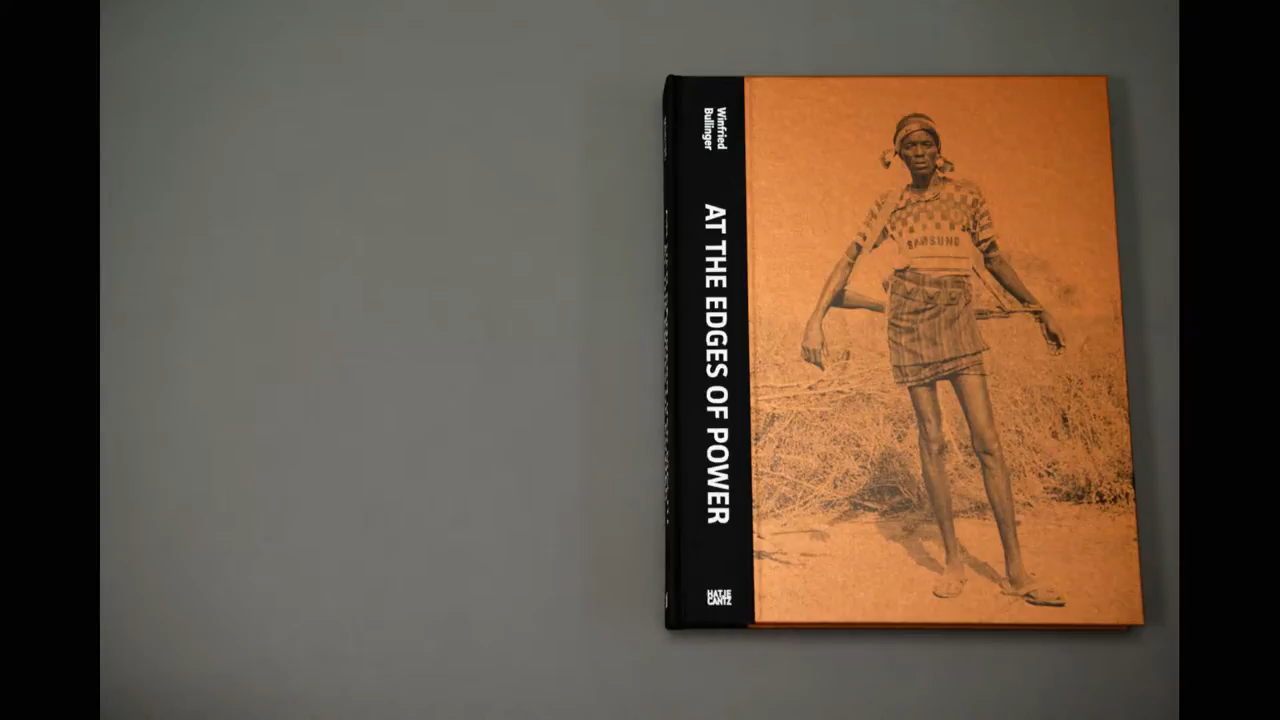 Winfried
Bullinger
AT THE EDGES OF POWER
HATJE
CANTZ
SAMSUNG